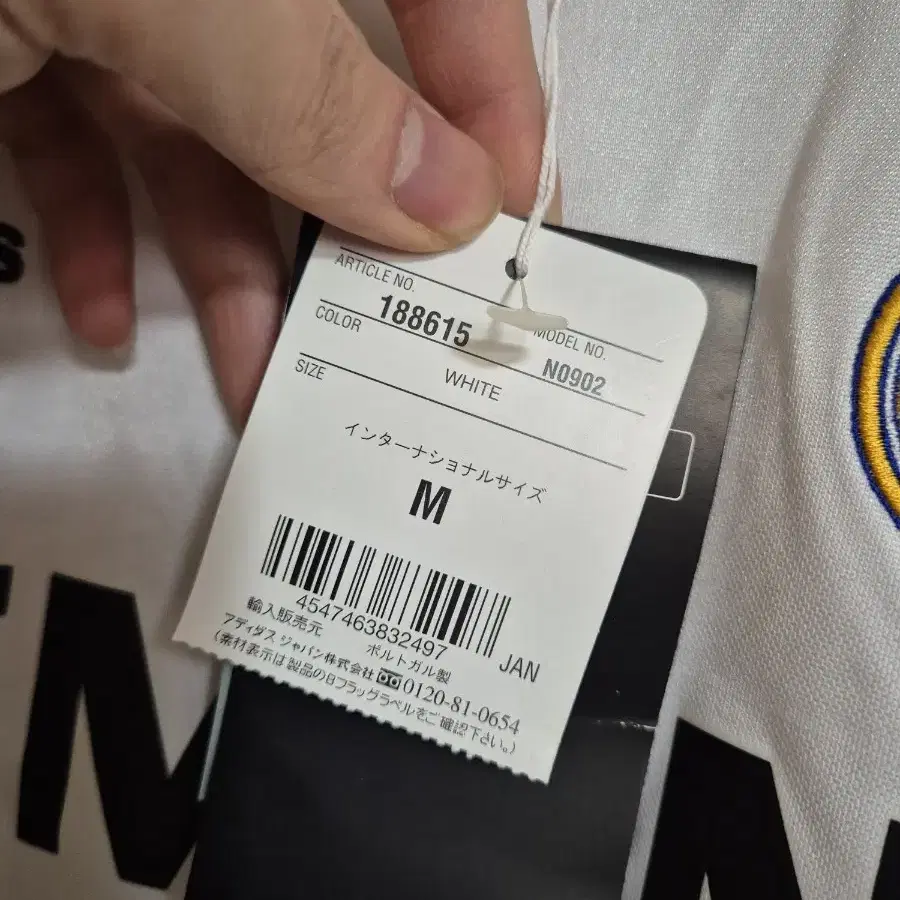 ARTICLE NO.
188615
MODEL NO.
N0902
COLOR
WHITE
SIZE
インターナショナルサイズ
M
4547463832497
JAN
輸入販売元
ポルトガル製
アディダス ジャパン株式会社 0120-81-0654
(素材表示は製品のBフラッグラベルをご確認下さい。)
s
M